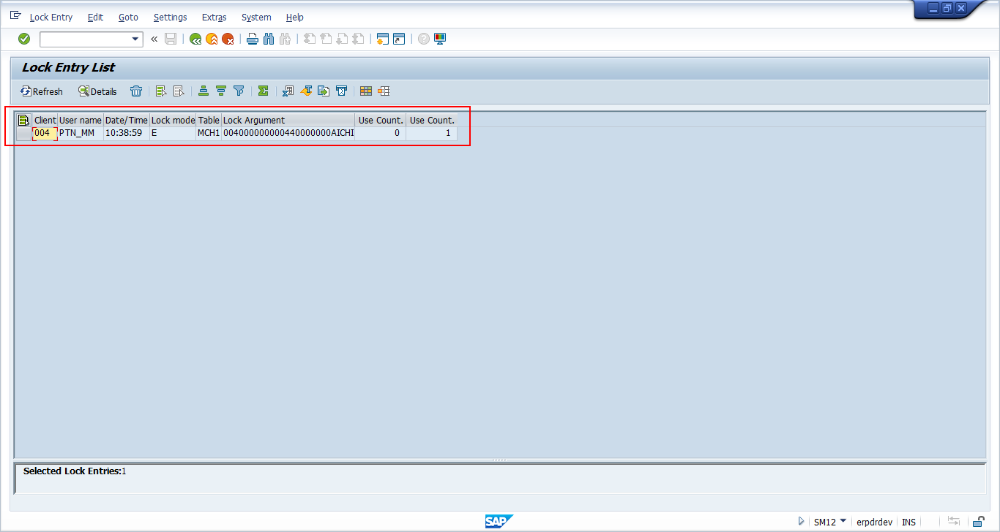 Lock Entry Edit Goto Settings Extras System Help
«
Lock Entry List
Refresh Details
Client User name Date/Time Lock mode Table Lock Argument Use Count. Use Count.
004 PTN_MM 10:38:59 E MCH1 004000000000440000000AICHI 0 1
Selected Lock Entries:1
SAP SM12 erpdrdev INS